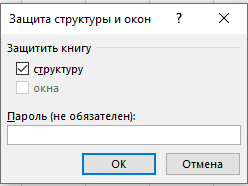 Защита структуры и окон ? ×
Защитить книгу
структуру
окна
Пароль (не обязателен):
ОК Отмена